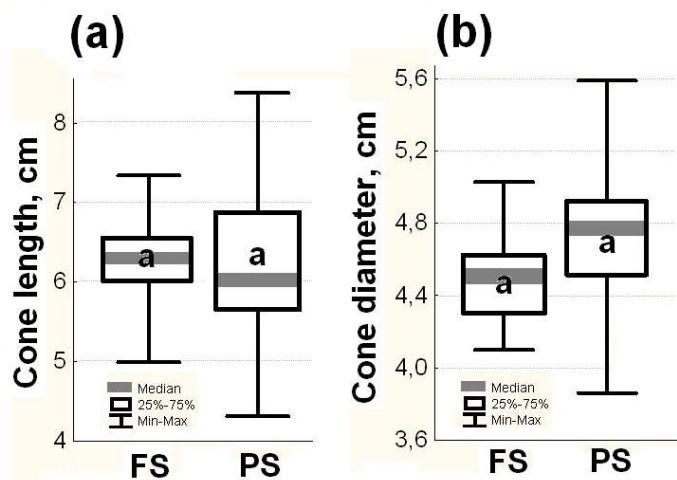 (a)
Cone length, cm
8
7
6
5
4
a
a
Median
25%-75%
Min-Max
FS
PS
(b)
Cone diameter, cm
5,6
5,2
4,8
4,4
4,0
3,6
a
a
Median
25%-75%
Min-Max
FS
PS